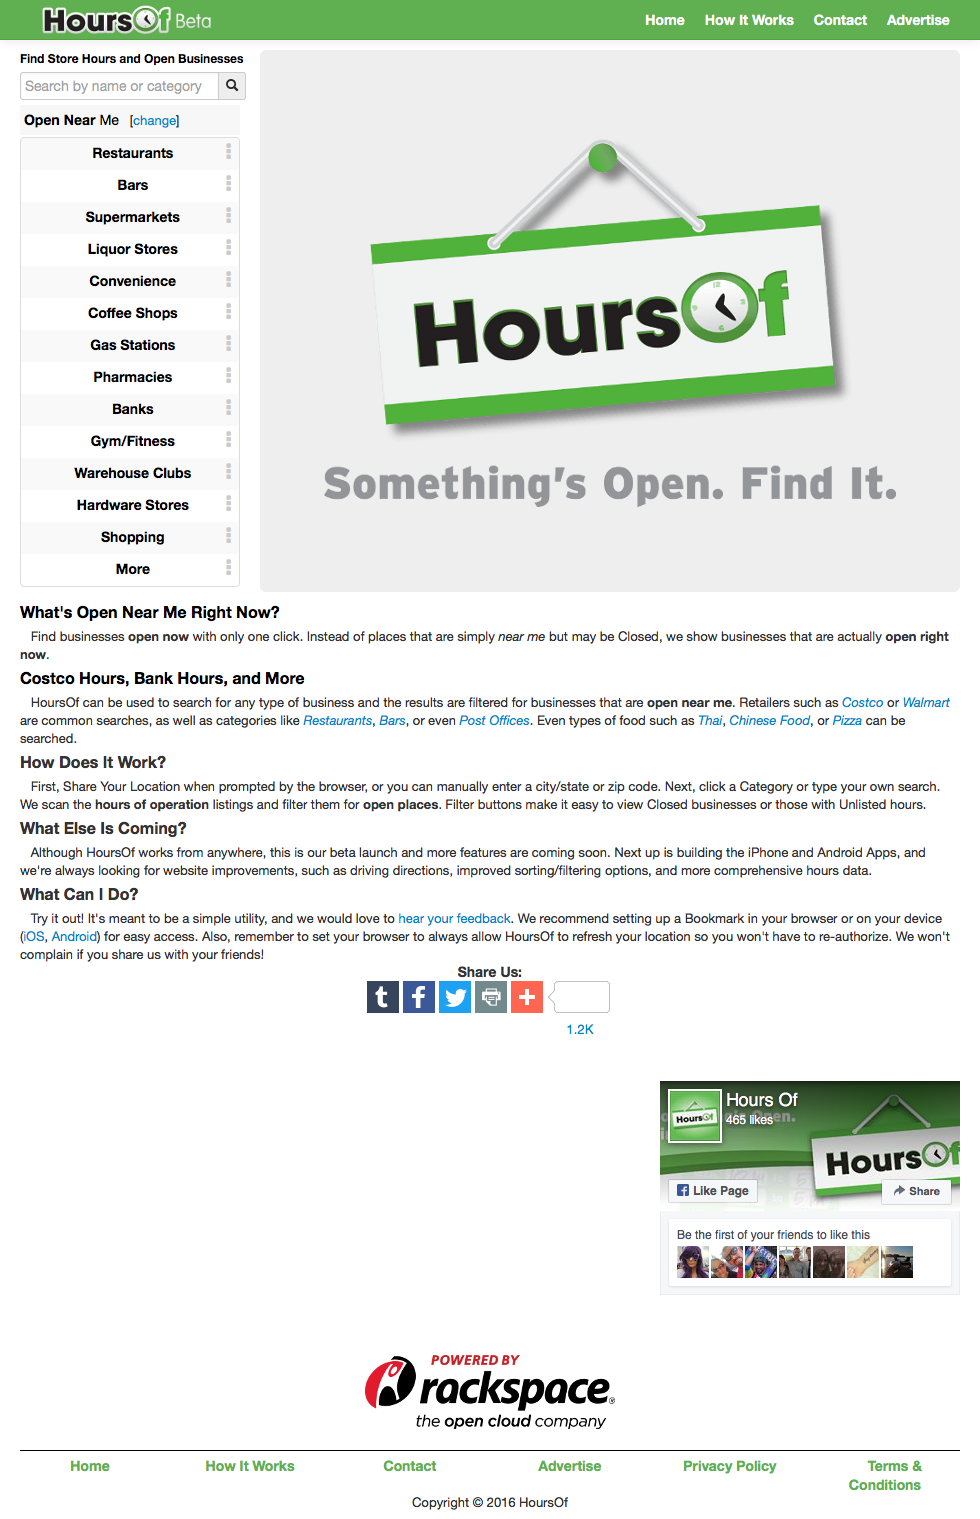 HoursOf Beta
Home How It Works Contact Advertise
Find Store Hours and Open Businesses
Search by name or category
Open Near Me [change]
Restaurants
Bars
Supermarkets
Liquor Stores
Convenience
Coffee Shops
Gas Stations
Pharmacies
Banks
Gym/Fitness
Warehouse Clubs
Hardware Stores
Shopping
More
HoursOf
Something's Open. Find It.
What's Open Near Me Right Now?
Find businesses open now with only one click. Instead of places that are simply near me but may be Closed, we show businesses that are actually open right
now.
Costco Hours, Bank Hours, and More
HoursOf can be used to search for any type of business and the results are filtered for businesses that are open near me. Retailers such as Costco or Walmart
are common searches, as well as categories like Restaurants, Bars, or even Post Offices. Even types of food such as Thai, Chinese Food, or Pizza can be
searched.
How Does It Work?
First, Share Your Location when prompted by the browser, or you can manually enter a city/state or zip code. Next, click a Category or type your own search.
We scan the hours of operation listings and filter them for open places. Filter buttons make it easy to view Closed businesses or those with Unlisted hours.
What Else Is Coming?
Although HoursOf works from anywhere, this is our beta launch and more features are coming soon. Next up is building the iPhone and Android Apps, and
we're always looking for website improvements, such as driving directions, improved sorting/filtering options, and more comprehensive hours data.
What Can I Do?
Try it out! It's meant to be a simple utility, and we would love to hear your feedback. We recommend setting up a Bookmark in your browser or on your device
(iOS, Android) for easy access. Also, remember to set your browser to always allow HoursOf to refresh your location so you won't have to re-authorize. We won't
complain if you share us with your friends!
Share Us:
1.2K
HoursOf
Hours Of
465 likes
HoursOf
Like Page
Share
Be the first of your friends to like this
POWERED BY
rackspace®
the open cloud company
Home How It Works Contact Advertise Privacy Policy Terms &
Conditions
Copyright © 2016 HoursOf